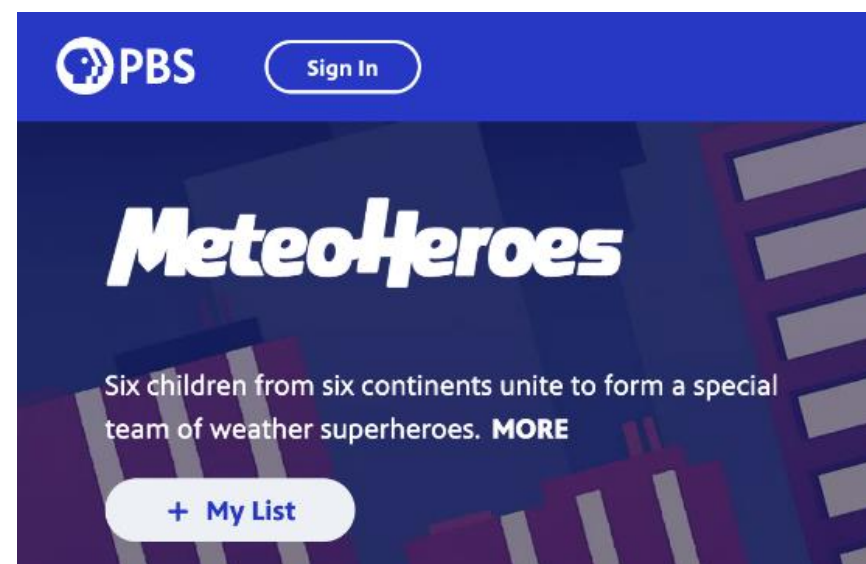 PBS
Sign In
MeteoHeroes
Six children from six continents unite to form a special
team of weather superheroes. MORE
+ My List